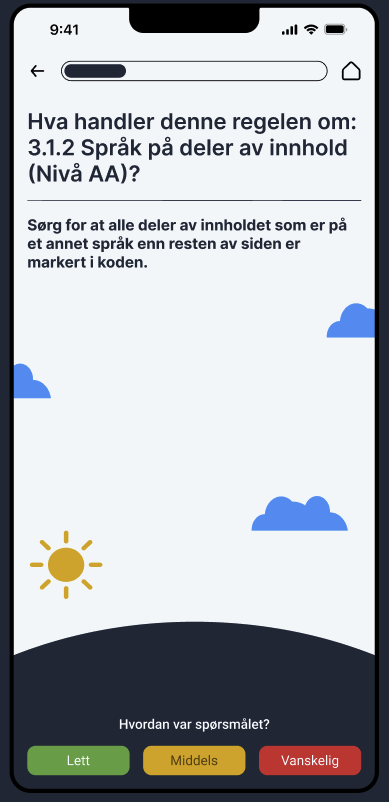 9:41
Hva handler denne regelen om:
3.1.2 Språk på deler av innhold
(Nivå AA)?
Sørg for at alle deler av innholdet som er på
et annet språk enn resten av siden er
markert i koden.
Hvordan var spørsmålet?
Lett Middels Vanskelig